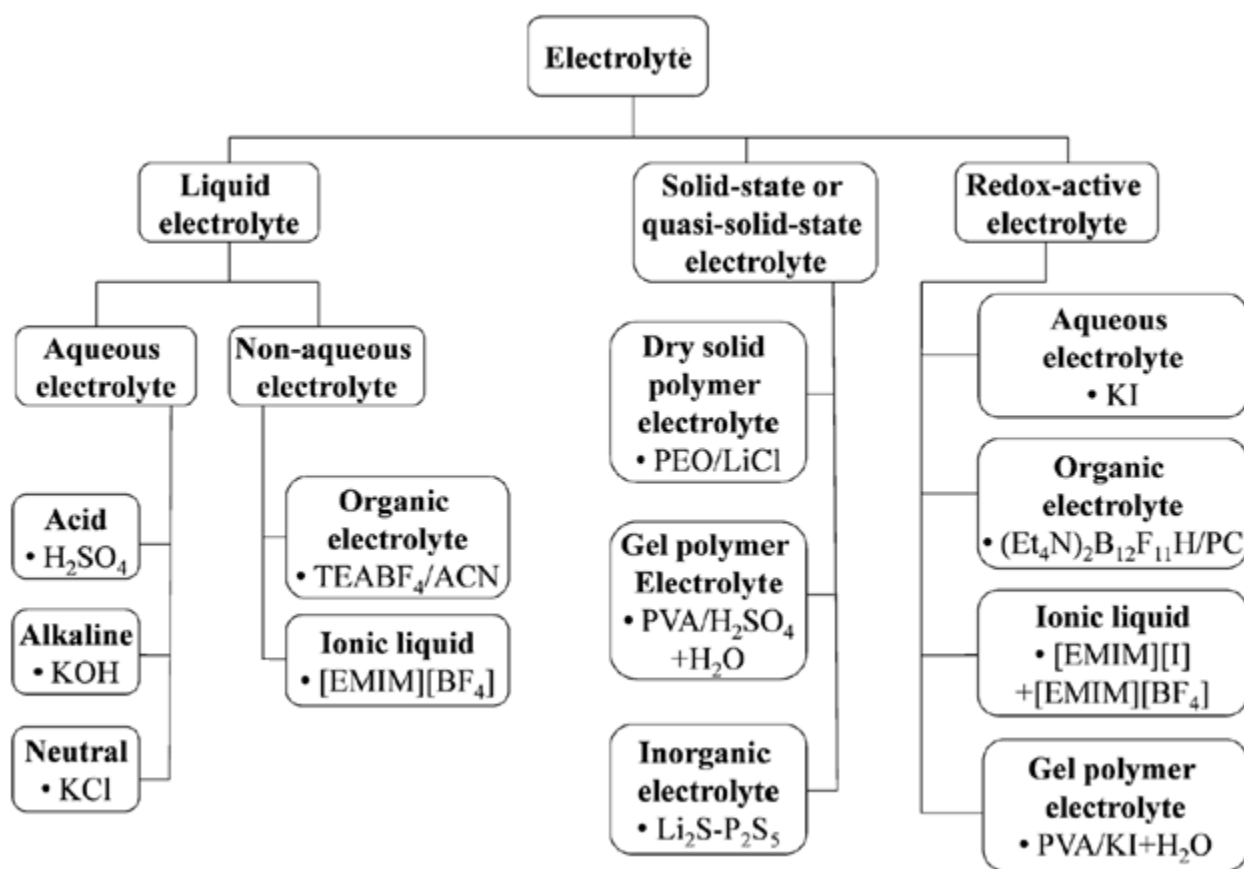 Electrolyte
Liquid
electrolyte
Solid-state or
quasi-solid-state
electrolyte
Redox-active
electrolyte
Aqueous
electrolyte
Non-aqueous
electrolyte
Acid
• H₂SO₄
Alkaline
• KOH
Neutral
• KCl
Organic
electrolyte
• TEABF₄/ACN
Ionic liquid
• [EMIM][BF₄]
Dry solid
polymer
electrolyte
• PEO/LiCl
Gel polymer
Electrolyte
• PVA/H₂SO₄
+H₂O
Inorganic
electrolyte
• Li₂S-P₂S₅
Aqueous
electrolyte
• KI
Organic
electrolyte
• (Et₄N)₂B₁₂F₁₁H/PC
Ionic liquid
• [EMIM][I]
+[EMIM][BF₄]
Gel polymer
electrolyte
• PVA/KI+H₂O